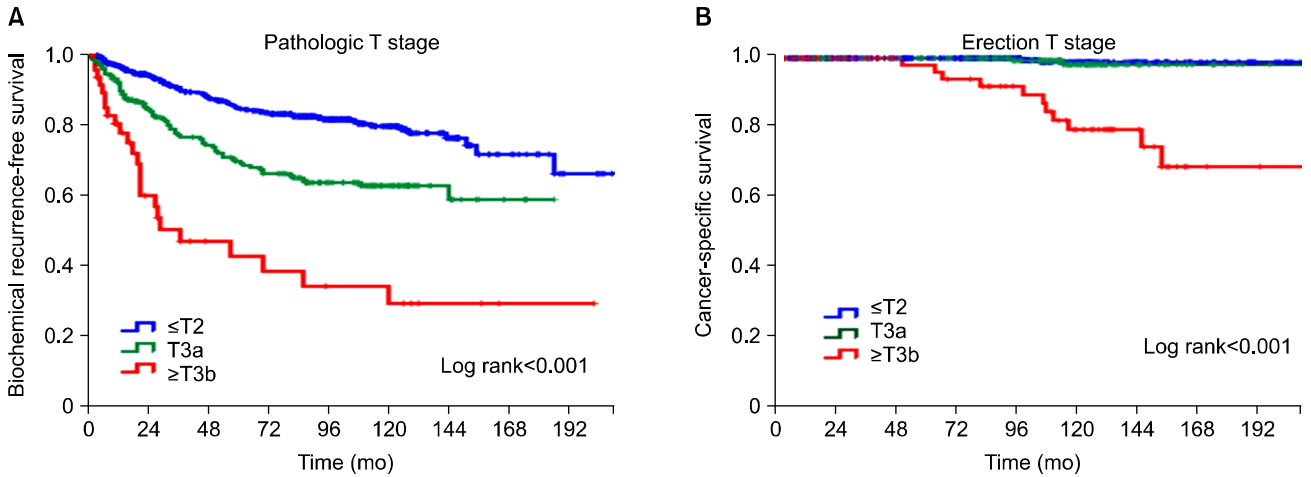 A
Pathologic T stage
Biochemical recurrence-free survival
1.0
0.8
0.6
0.4
0.2
0
≤T2
T3a
≥T3b
Log rank<0.001
0 24 48 72 96 120 144 168 192
Time (mo)
B
Erection T stage
Cancer-specific survival
1.0
0.8
0.6
0.4
0.2
0
≤T2
T3a
≥T3b
Log rank<0.001
0 24 48 72 96 120 144 168 192
Time (mo)